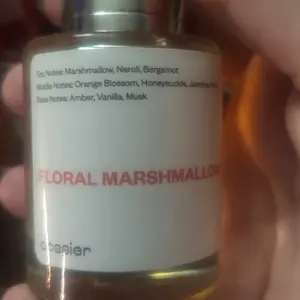 Top Notes: Marshmallow, Neroli, Bergamot
Middle Notes: Orange Blossom, Honeysuckle, Jasmine
Base Notes: Amber, Vanilla, Musk
FLORAL MARSHMALLOW
dossier